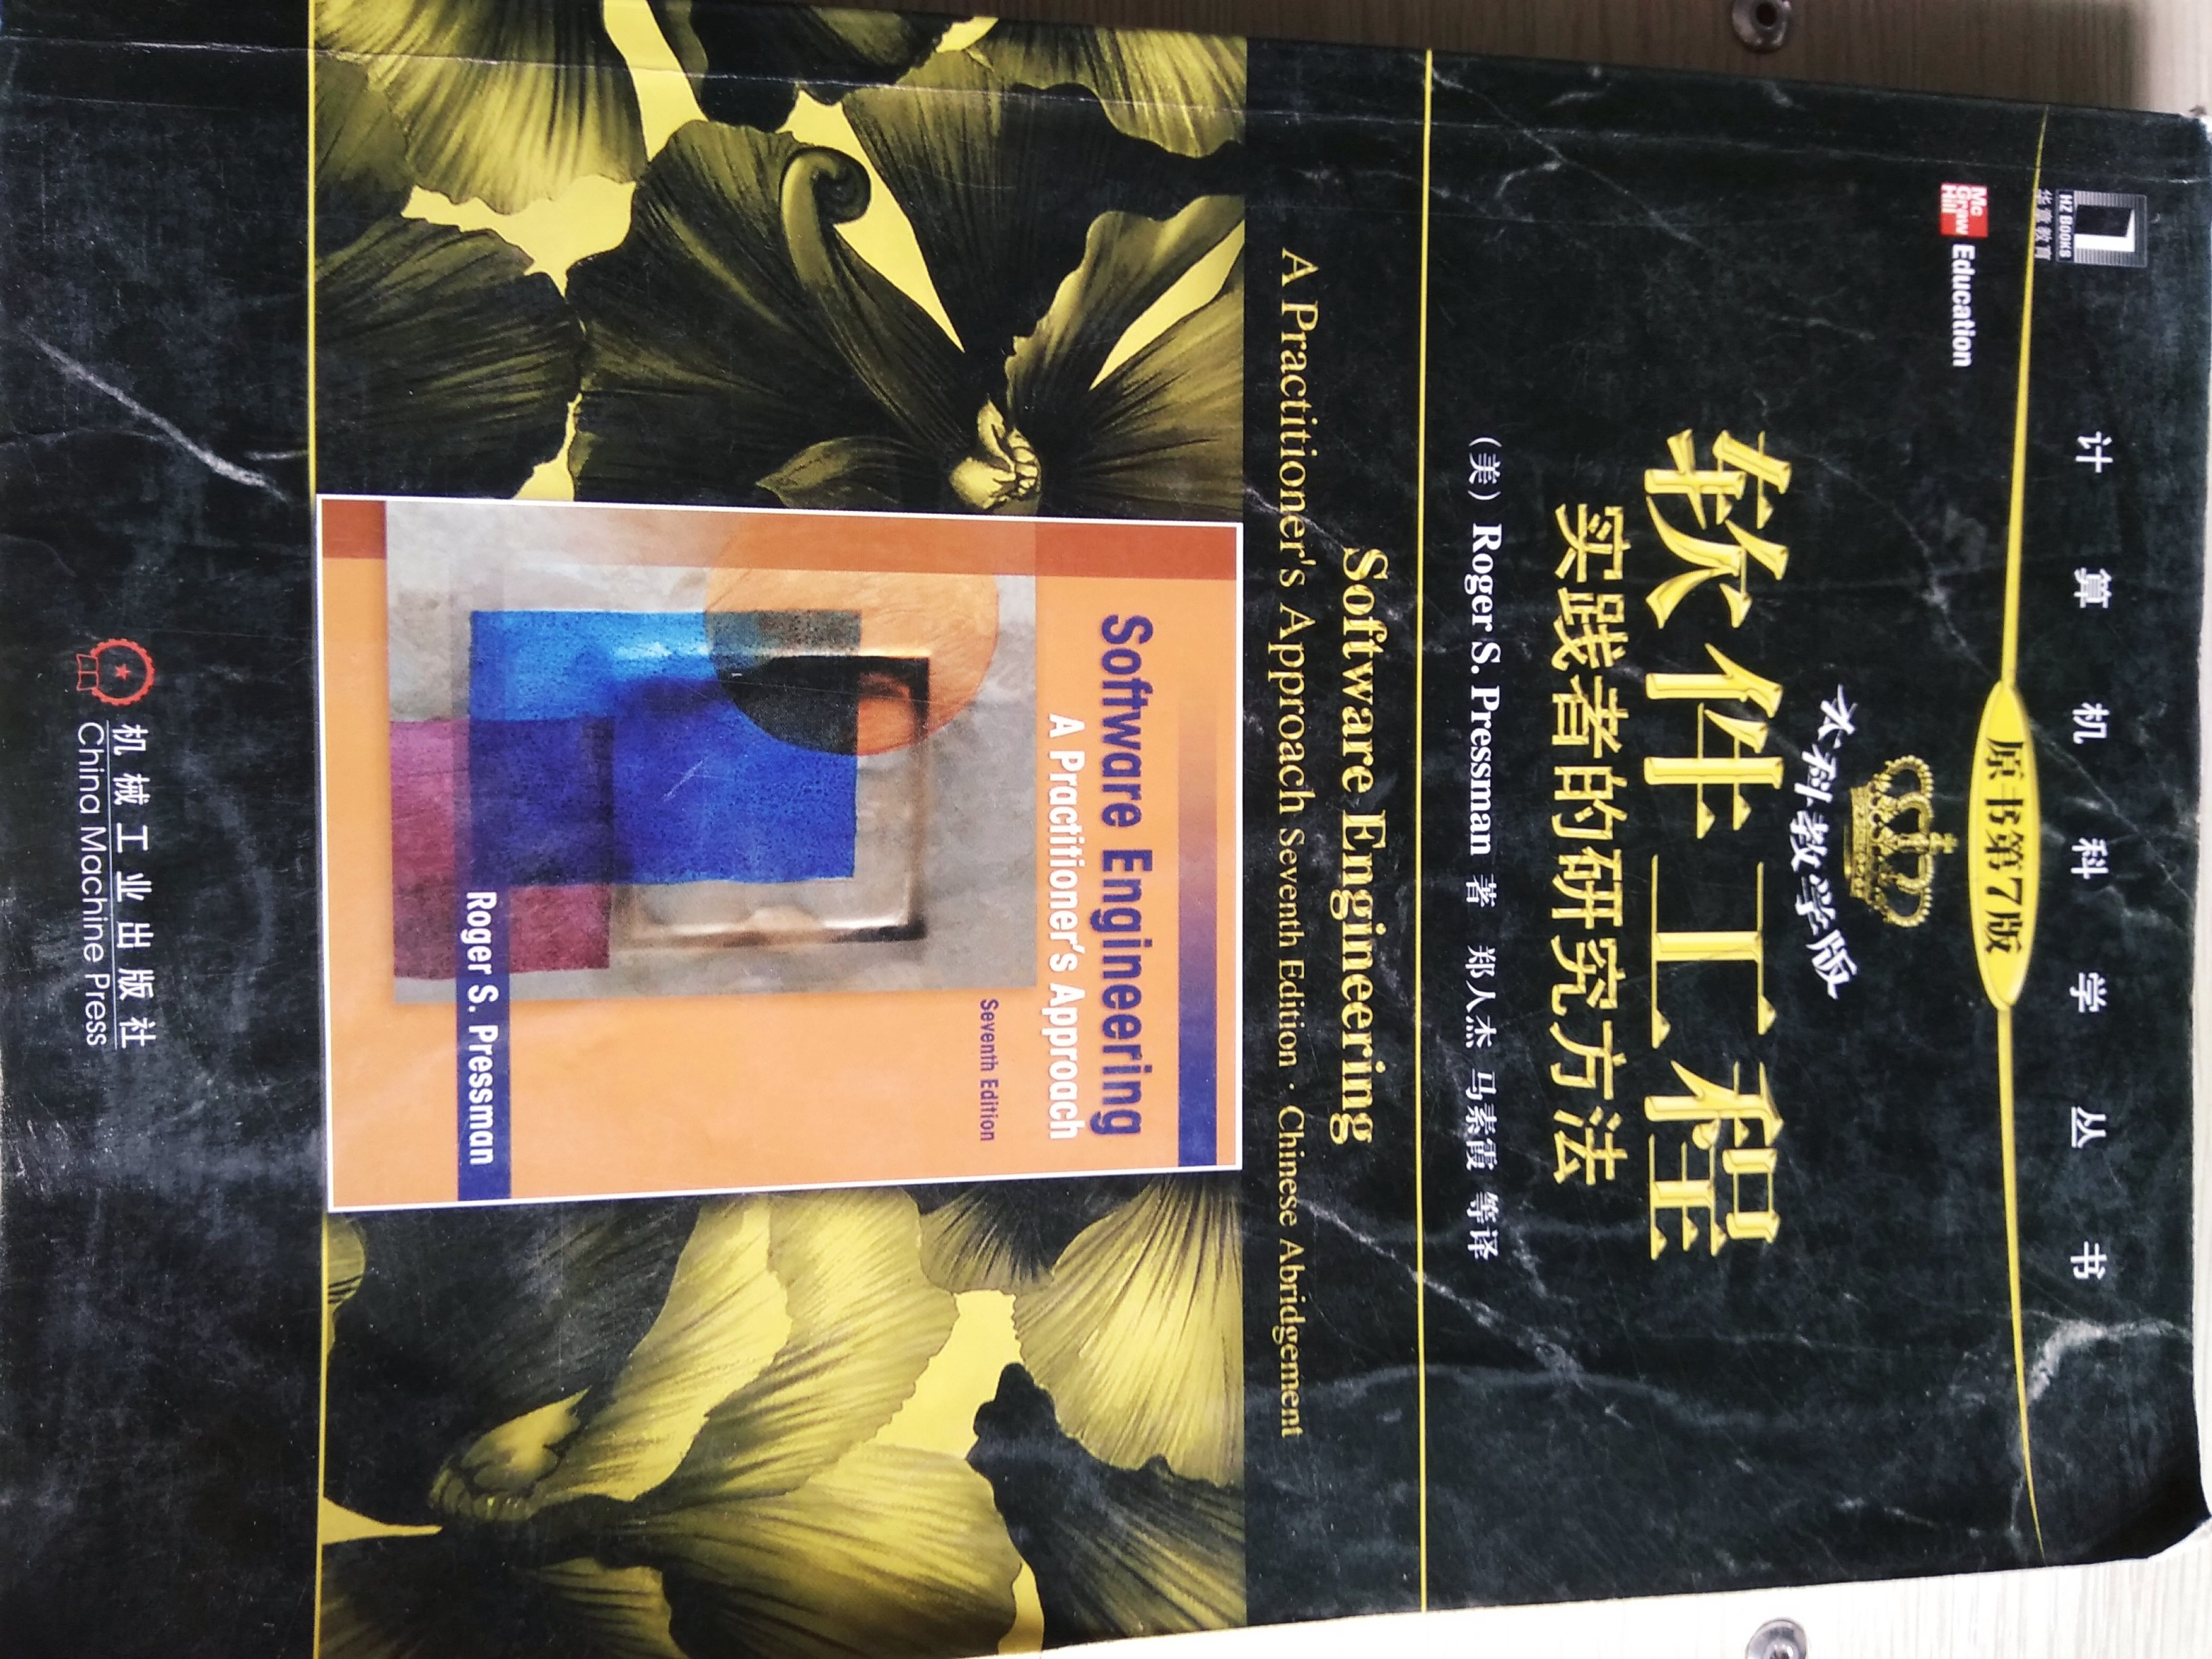 计算机科学丛书
HZ BOOKS
华章教育
原书第7版
Mc
Graw
Hill
Education
本科教学版
软件工程
实践者的研究方法
（美）Roger S. Pressman 著 郑人杰 马素霞 等译
Software Engineering
A Practitioner's Approach Seventh Edition · Chinese Abridgement
Software Engineering
A Practitioner's Approach
Seventh Edition
Roger S. Pressman
机械工业出版社
China Machine Press